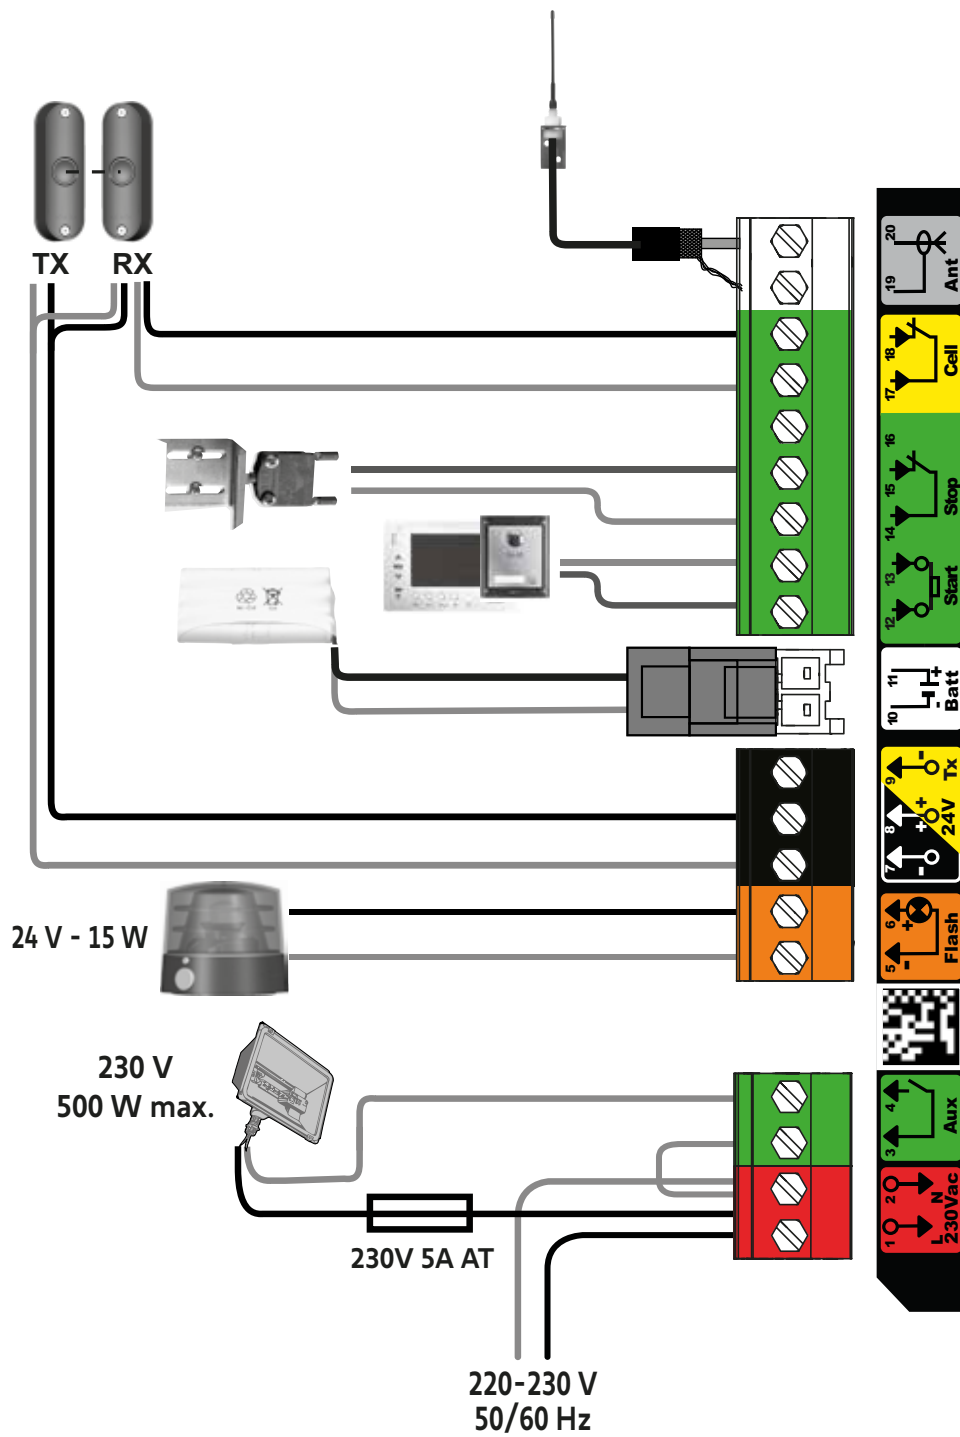 TX
RX
20
19
Ant
18
17
Cell
16
15
14
Stop
13
12
Start
11
10
+
-
Batt
9
8
7
-
+
+
-
Tx
24V
24 V - 15 W
6
5
+
-
Flash
230 V
500 W max.
4
3
Aux
2
1
N
L
230Vac
230V 5A AT
220-230 V
50/60 Hz